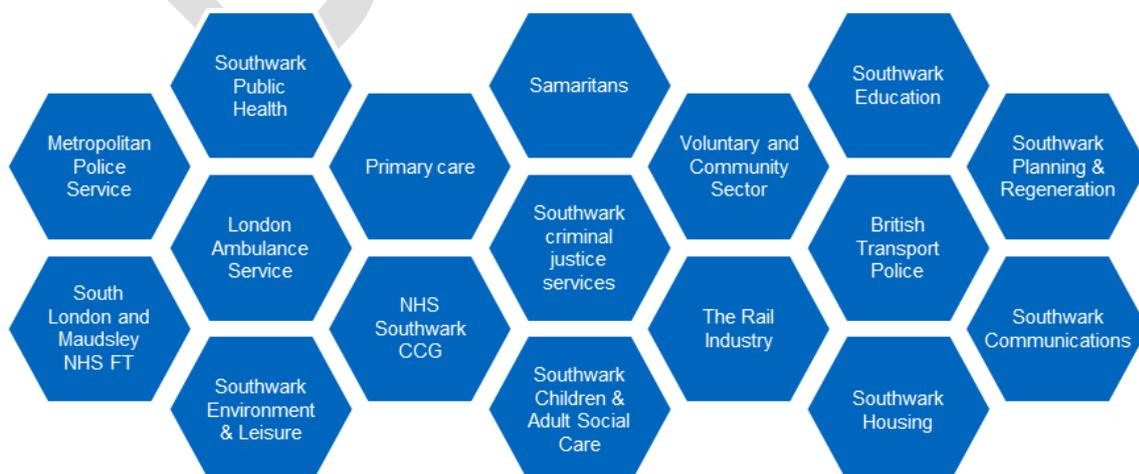 Southwark
Public
Health
Samaritans
Southwark
Education
Metropolitan
Police
Service
Primary care
Voluntary and
Community
Sector
Southwark
Planning &
Regeneration
London
Ambulance
Service
Southwark
criminal
justice
services
British
Transport
Police
South
London and
Maudsley
NHS FT
NHS
Southwark
CCG
The Rail
Industry
Southwark
Communications
Southwark
Environment
& Leisure
Southwark
Children &
Adult Social
Care
Southwark
Housing